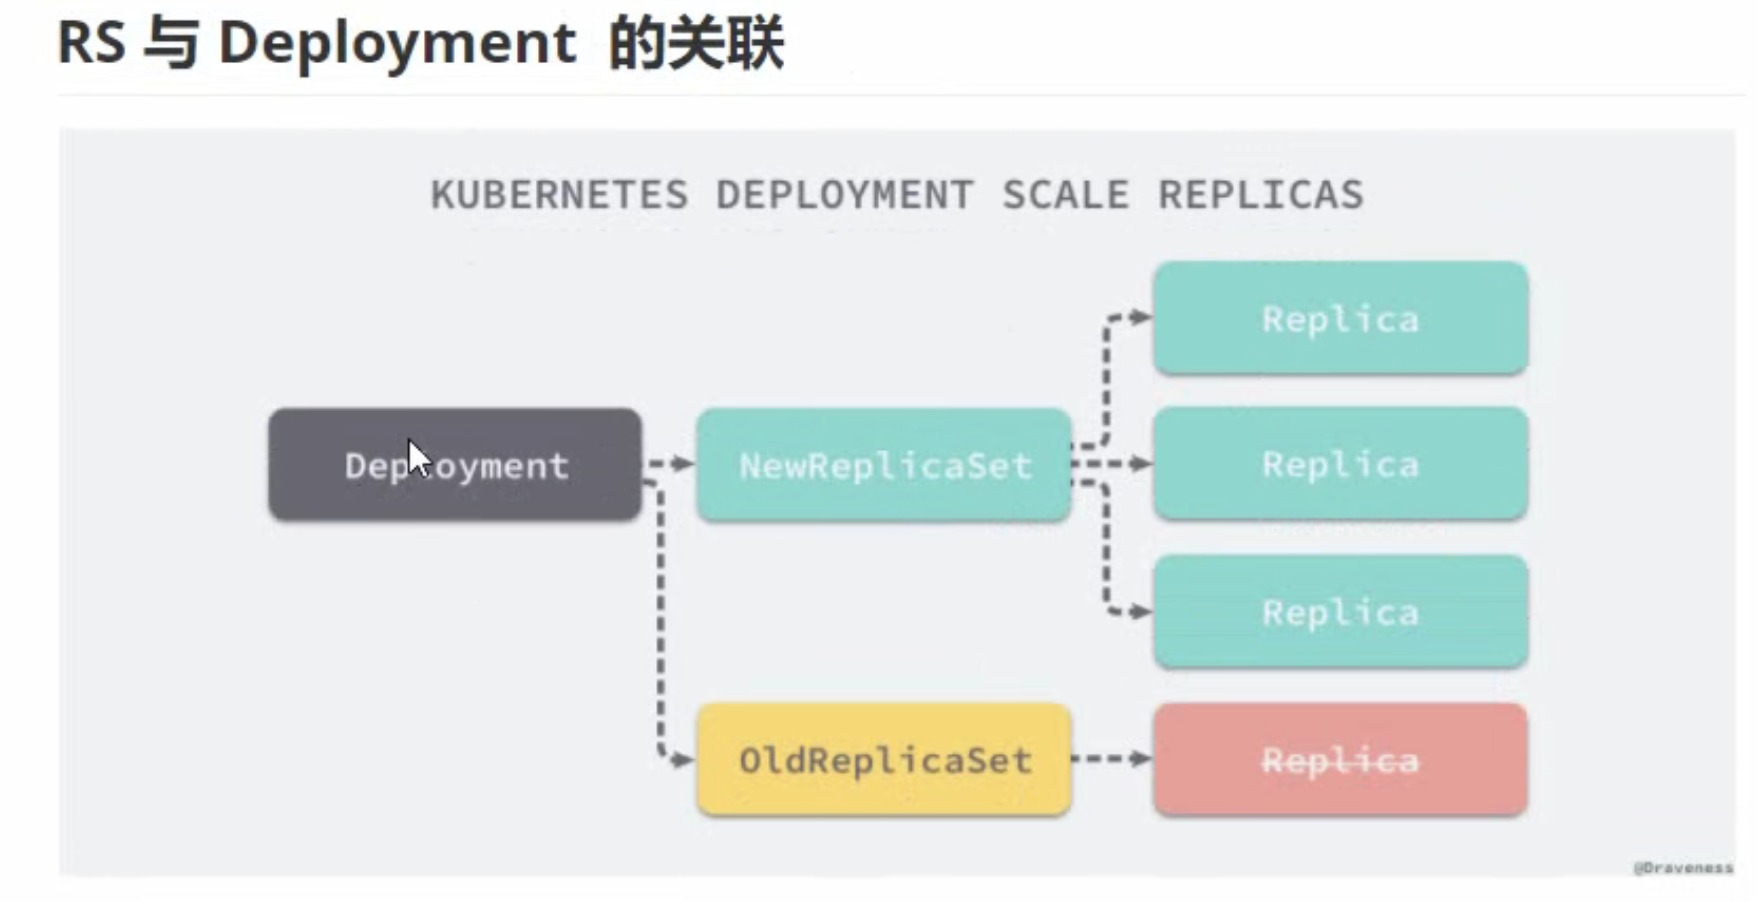 RS 与 Deployment 的关联
KUBERNETES DEPLOYMENT SCALE REPLICAS
Replica
Deployment
NewReplicaSet
Replica
Replica
OldReplicaSet
Replica
@Draveness